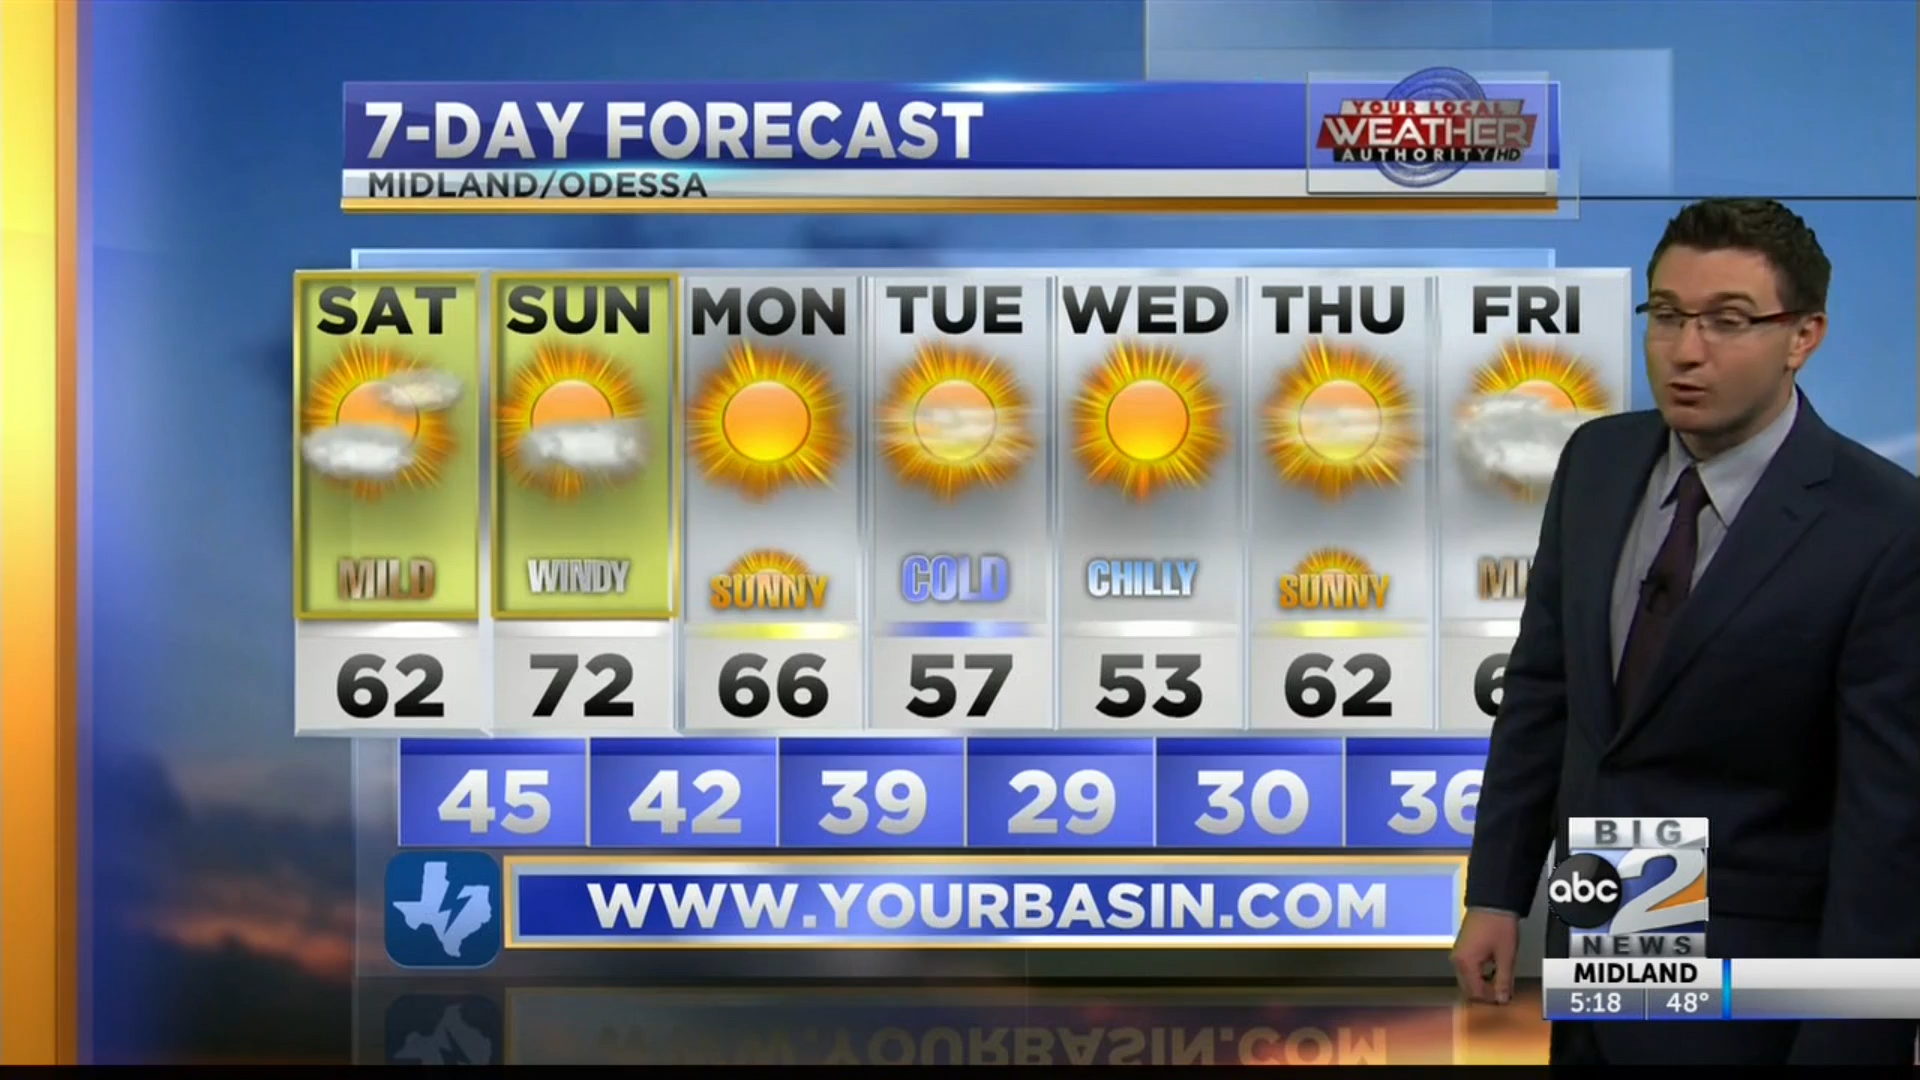 7-DAY FORECAST
MIDLAND/ODESSA
YOUR LOCAL
WEATHER
AUTHORITY HD
SAT SUN MON TUE WED THU FRI
MILD WINDY SUNNY COLD CHILLY SUNNY
62 72 66 57 53 62
45 42 39 29 30 36
WWW.YOURBASIN.COM
BIG
abc 2
NEWS
MIDLAND
5:18 48°